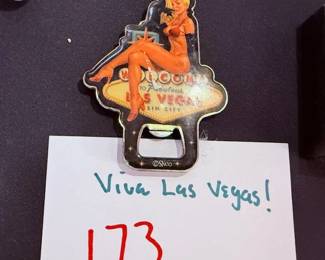 WELCOME
TO Fabulous
LAS VEGAS
SIN CITY
Viva Las Vegas!
173